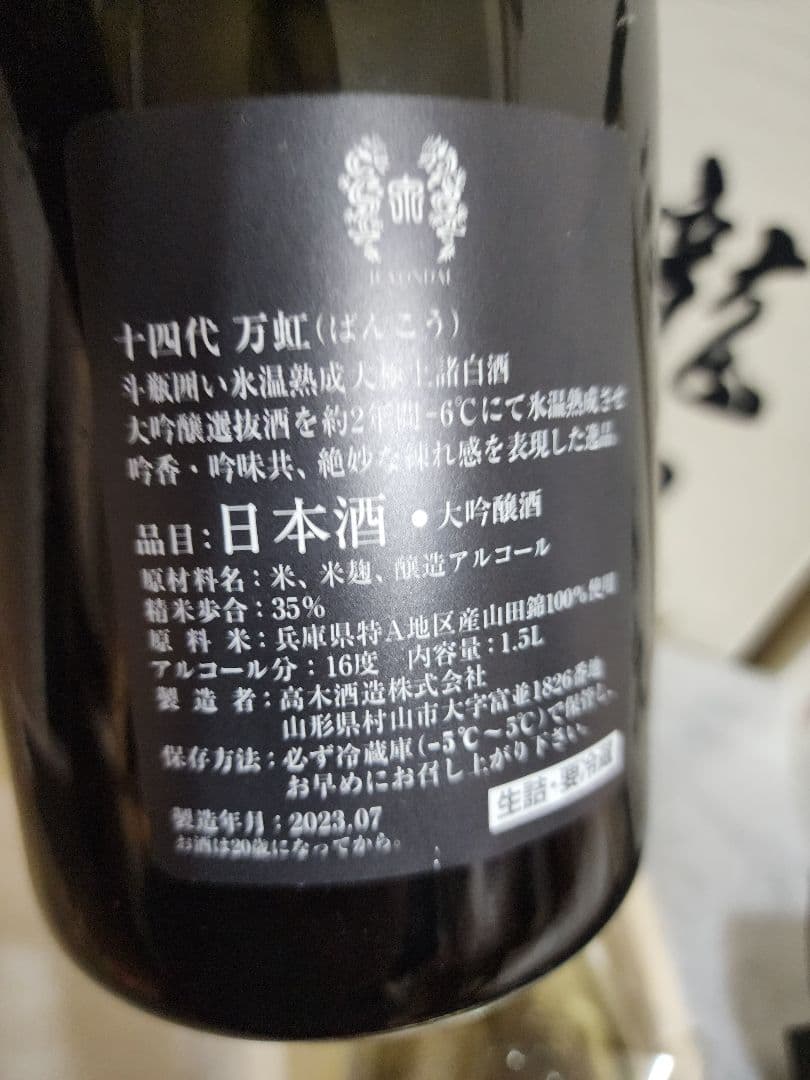 JUYONDAI
十四代 万虹(ばんこう)
斗瓶囲い氷温熟成大極上諸白酒
大吟醸選抜酒を約2年間-6℃にて氷温熟成させ
吟香・吟味共、絶妙な練れ感を表現した逸品。
品目:日本酒 ● 大吟醸酒
原材料名:米、米麹、醸造アルコール
精米歩合:35%
原料米:兵庫県特A地区産山田錦100%使用
アルコール分:16度 内容量:1.5L
製造者:高木酒造株式会社
山形県村山市大字富並1826番地
保存方法:必ず冷蔵庫(-5℃~5℃)で保管し、
お早めにお召し上がり下さい。
生詰・要冷蔵
製造年月:2023.07
お酒は20歳になってから。
龍